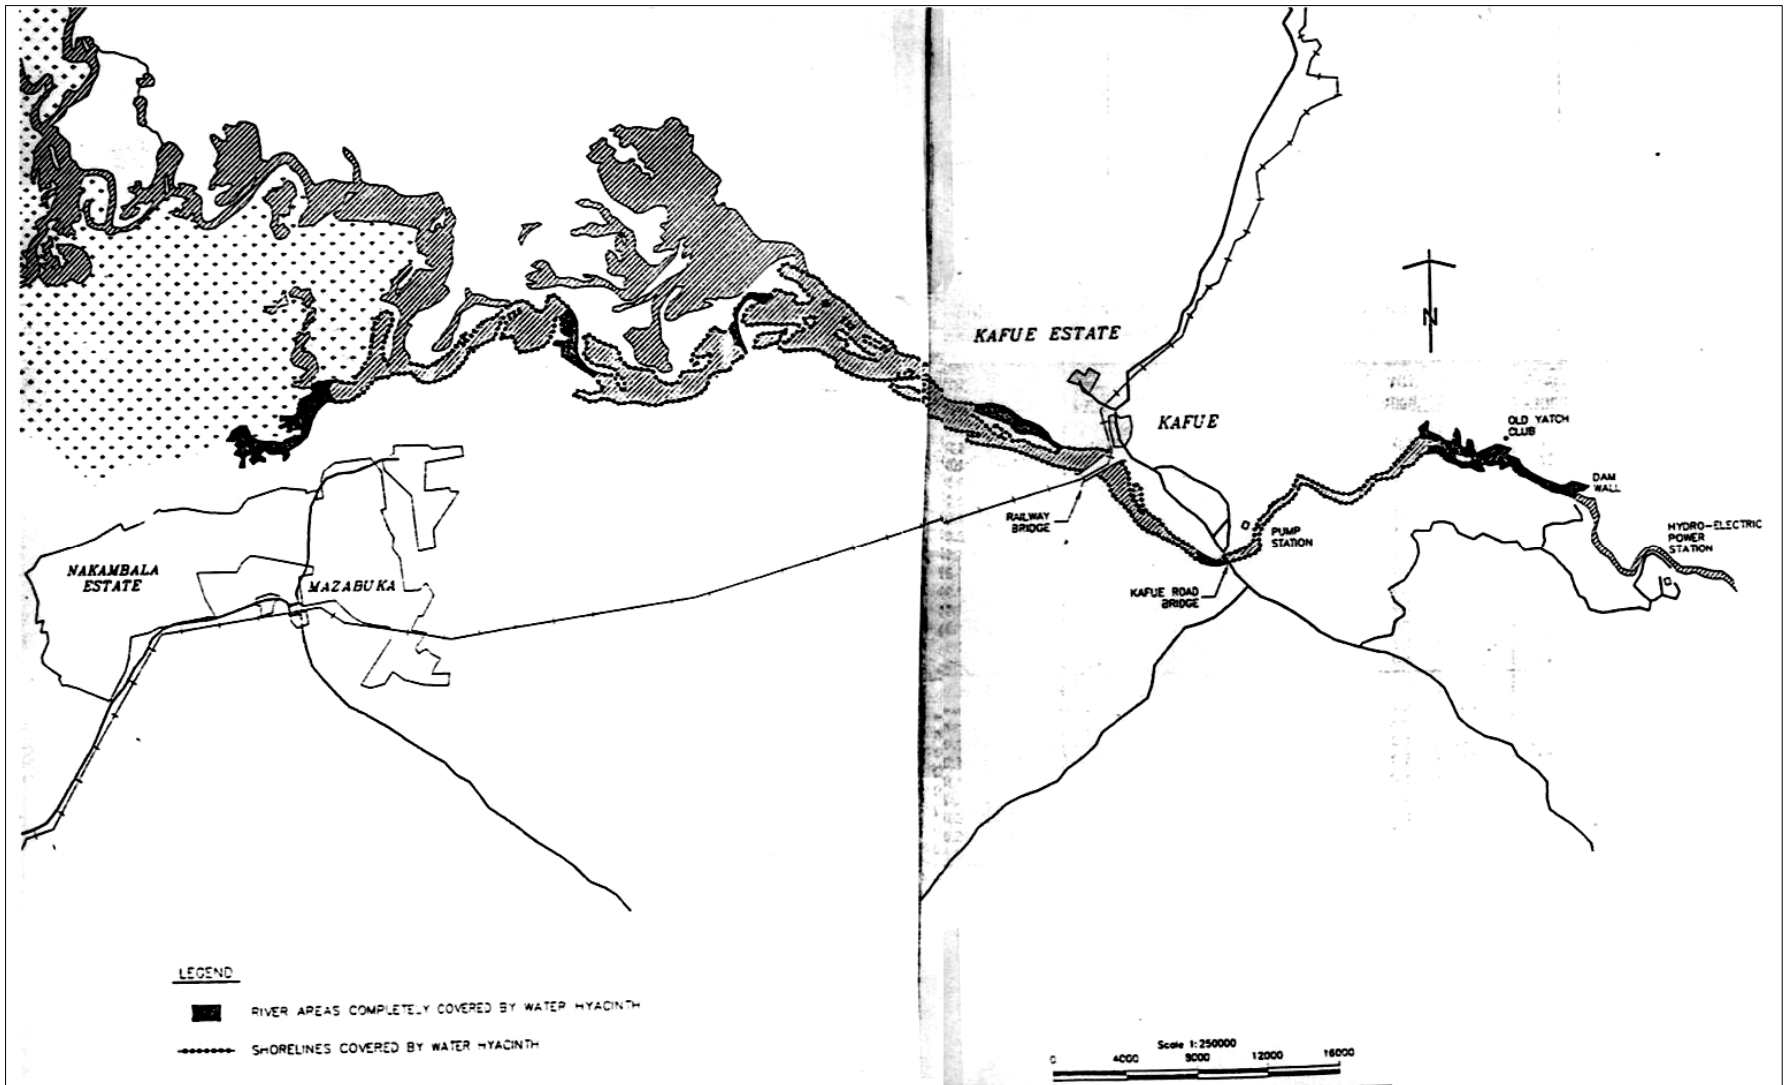 KAFUE ESTATE
N
KAFUE
OLD YATCH
CLUB
DAM
WALL
RAILWAY
BRIDGE
PUMP
STATION
HYDRO-ELECTRIC
POWER
STATION
KAFUE ROAD
BRIDGE
NAKAMBALA
ESTATE
MAZABUKA
LEGEND
RIVER AREAS COMPLETELY COVERED BY WATER HYACINTH
SHORELINES COVERED BY WATER HYACINTH
Scale 1:250000
0 4000 8000 12000 16000